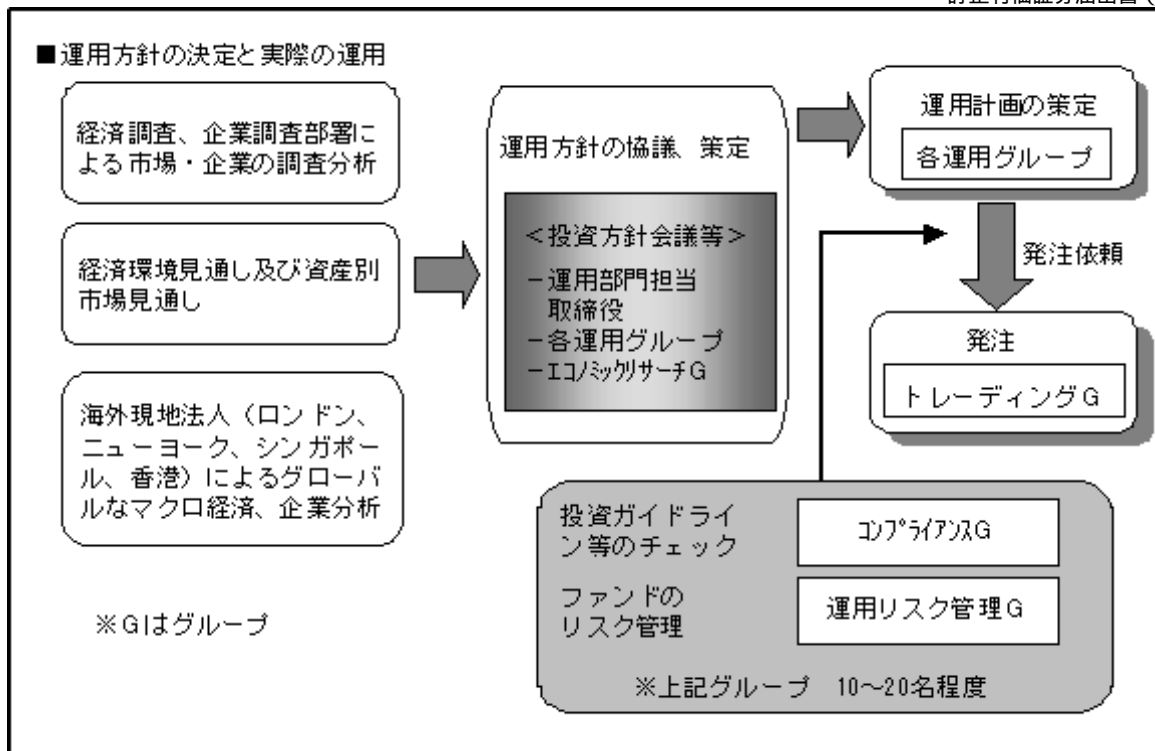 ■運用方針の決定と実際の運用
経済調査、企業調査部署に
よる市場・企業の調査分析
経済環境見通し及び資産別
市場見通し
海外現地法人（ロンドン、
ニューヨーク、シンガポー
ル、香港）によるグローバ
ルなマクロ経済、企業分析
※Gはグループ
運用方針の協議、策定
＜投資方針会議等＞
－運用部門担当
取締役
－各運用グループ
－ｴｺﾉﾐｯｸﾘｻｰﾁG
運用計画の策定
各運用グループ
発注依頼
発注
トレーディングG
投資ガイドライ
ン等のチェック
ｺﾝﾌﾟﾗｲｱﾝｽG
ファンドの
リスク管理
運用リスク管理G
※上記グループ　10～20名程度